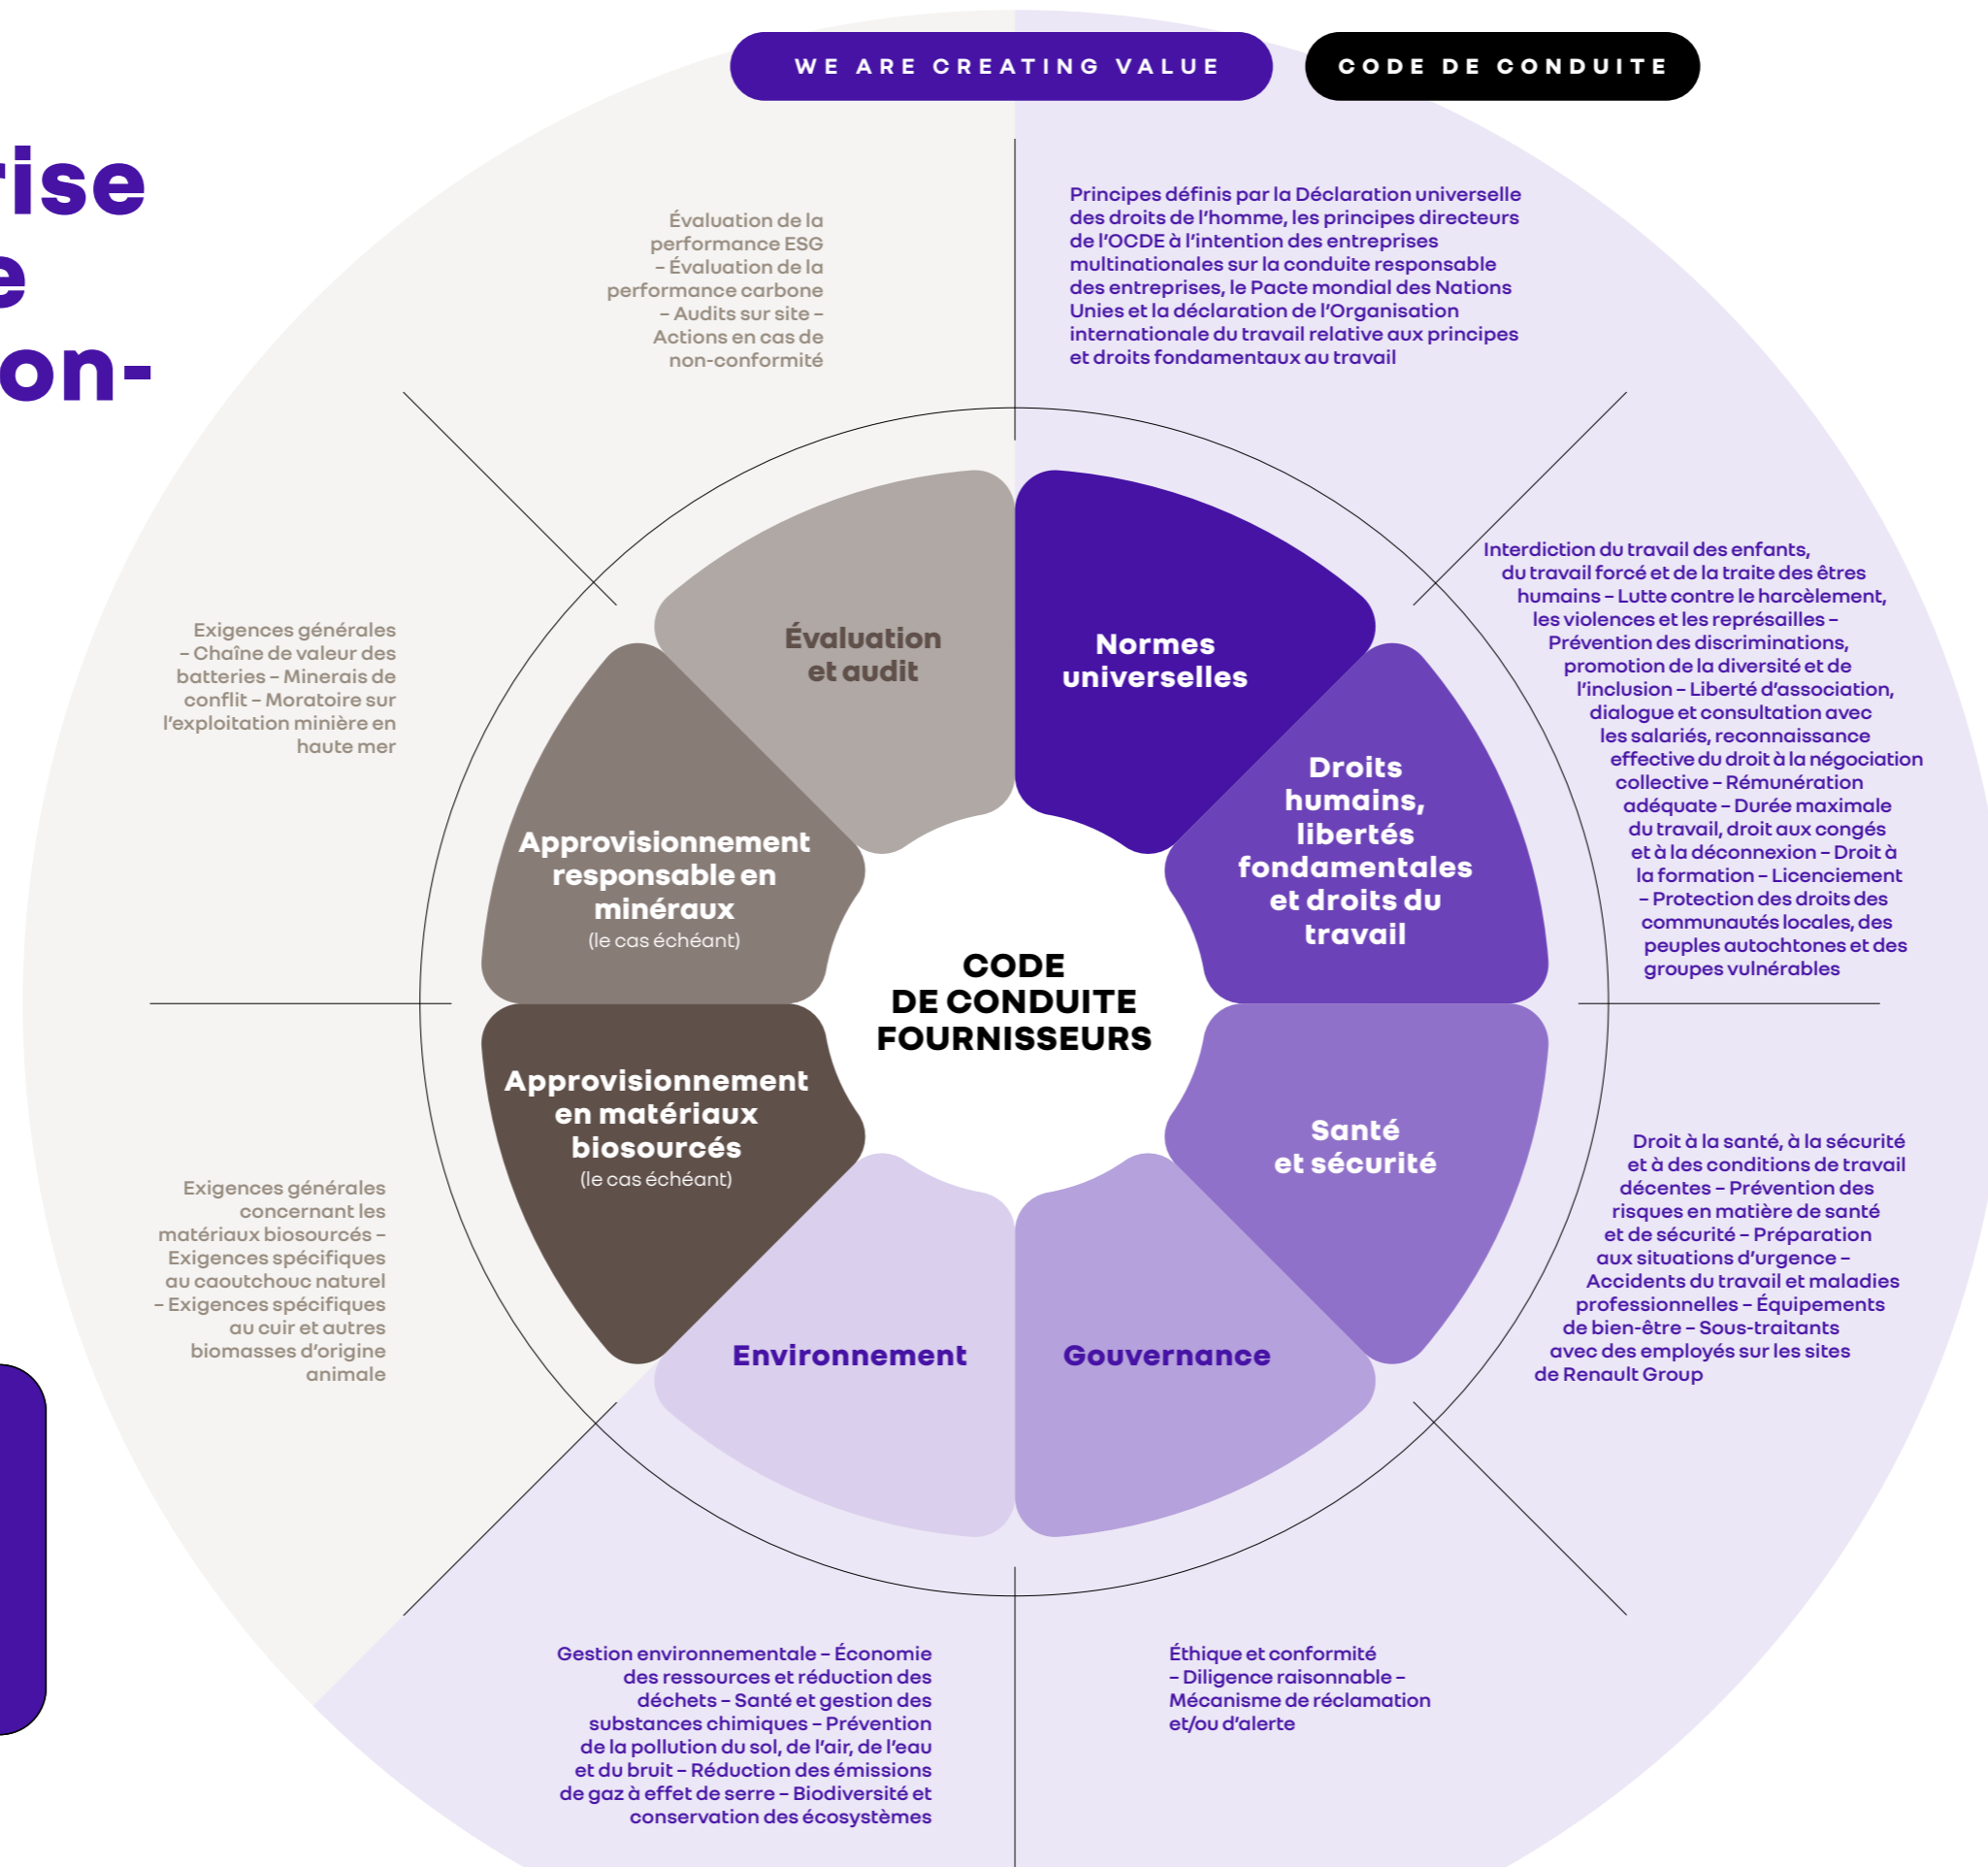 WE ARE CREATING VALUE
CODE DE CONDUITE
Principes définis par la Déclaration universelle
des droits de l'homme, les principes directeurs
de l'OCDE à l'intention des entreprises
multinationales sur la conduite responsable
des entreprises, le Pacte mondial des Nations
Unies et la déclaration de l'Organisation
internationale du travail relative aux principes
et droits fondamentaux au travail
Interdiction du travail des enfants,
du travail forcé et de la traite des êtres
humains – Lutte contre le harcèlement,
les violences et les représailles –
Prévention des discriminations,
promotion de la diversité et de
l'inclusion – Liberté d'association,
dialogue et consultation avec
les salariés, reconnaissance
effective du droit à la négociation
collective – Rémunération
adéquate – Durée maximale
du travail, droit aux congés
et à la déconnexion – Droit à
la formation – Licenciement
– Protection des droits des
communautés locales, des
peuples autochtones et des
groupes vulnérables
Droit à la santé, à la sécurité
et à des conditions de travail
décentes – Prévention des
risques en matière de santé
et de sécurité – Préparation
aux situations d'urgence –
Accidents du travail et maladies
professionnelles – Équipements
de bien-être – Sous-traitants
avec des employés sur les sites
de Renault Group
Éthique et conformité
– Diligence raisonnable –
Mécanisme de réclamation
et/ou d'alerte
Gestion environnementale – Économie
des ressources et réduction des
déchets – Santé et gestion des
substances chimiques – Prévention
de la pollution du sol, de l'air, de l'eau
et du bruit – Réduction des émissions
de gaz à effet de serre – Biodiversité et
conservation des écosystèmes
Exigences générales
concernant les
matériaux biosourcés –
Exigences spécifiques
au caoutchouc naturel
– Exigences spécifiques
au cuir et autres
biomasses d'origine
animale
Exigences générales
– Chaîne de valeur des
batteries – Minerais de
conflit – Moratoire sur
l'exploitation minière en
haute mer
Évaluation de la
performance ESG
– Évaluation de la
performance carbone
– Audits sur site –
Actions en cas de
non-conformité
Normes
universelles
Droits
humains,
libertés
fondamentales
et droits du
travail
Santé
et sécurité
Gouvernance
Environnement
Approvisionnement
en matériaux
biosourcés
(le cas échéant)
Approvisionnement
responsable en
minéraux
(le cas échéant)
Évaluation
et audit
CODE
DE CONDUITE
FOURNISSEURS